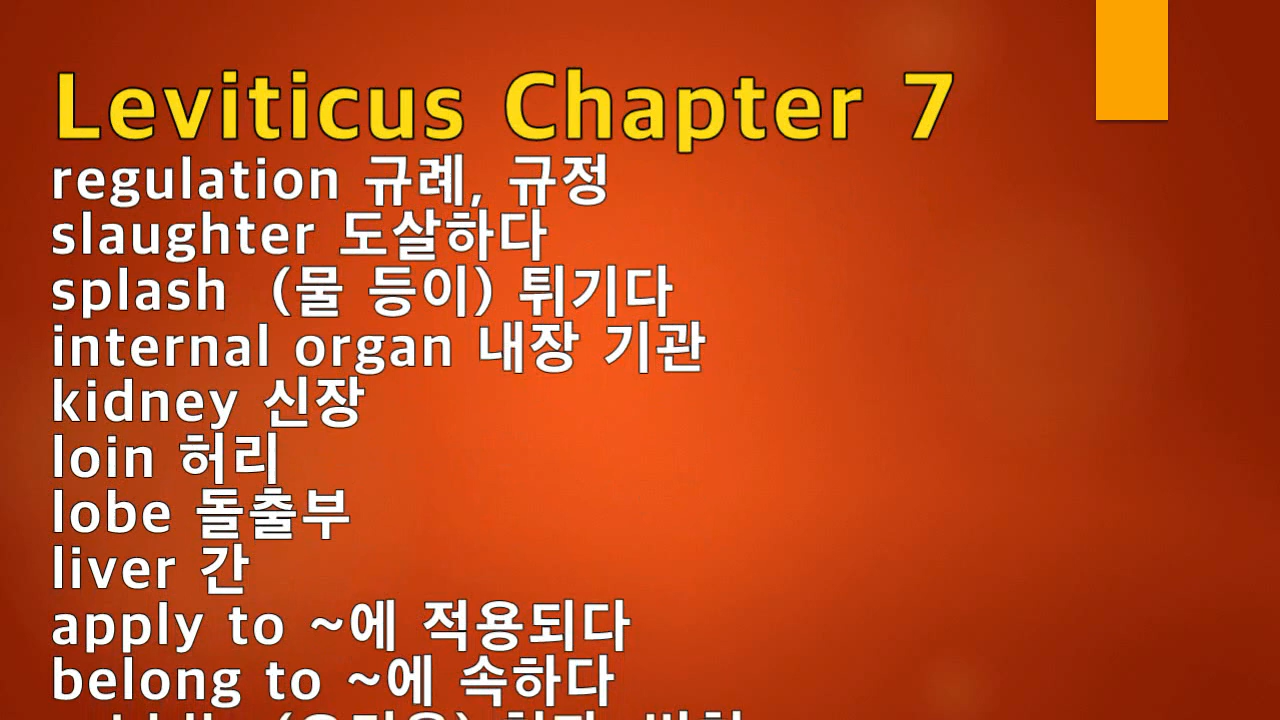 Leviticus Chapter 7
regulation 규례, 규정
slaughter 도살하다
splash (물 등이) 튀기다
internal organ 내장 기관
kidney 신장
loin 허리
lobe 돌출부
liver 간
apply to ~에 적용되다
belong to ~에 속하다